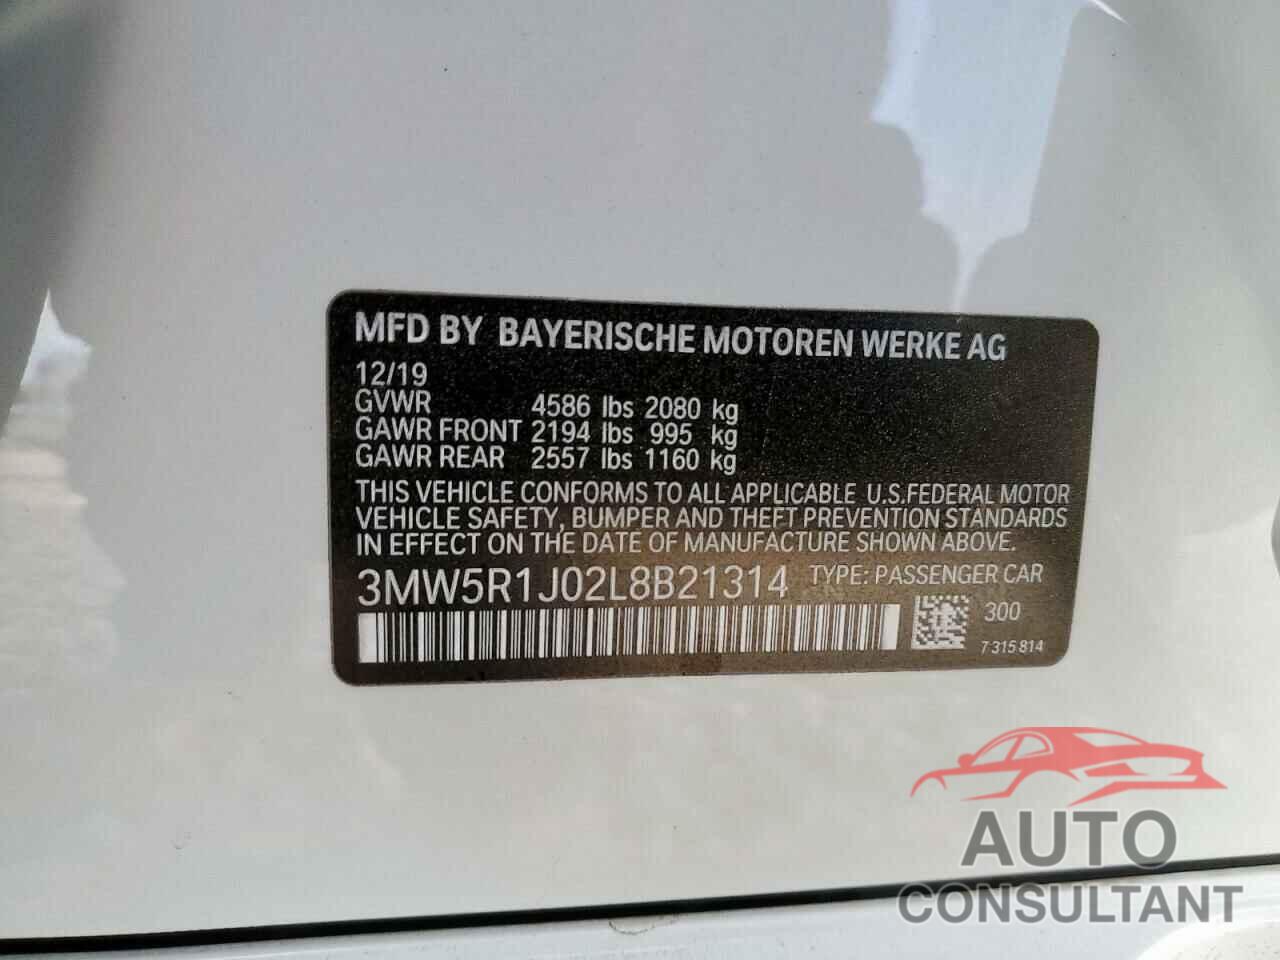 MFD BY BAYERISCHE MOTOREN WERKE AG
12/19
GVWR 4586 lbs 2080 kg
GAWR FRONT 2194 lbs 995 kg
GAWR REAR 2557 lbs 1160 kg
THIS VEHICLE CONFORMS TO ALL APPLICABLE U.S.FEDERAL MOTOR
VEHICLE SAFETY, BUMPER AND THEFT PREVENTION STANDARDS
IN EFFECT ON THE DATE OF MANUFACTURE SHOWN ABOVE.
3MW5R1J02L8B21314 TYPE: PASSENGER CAR
300
7 315 814
AUTO
CONSULTANT